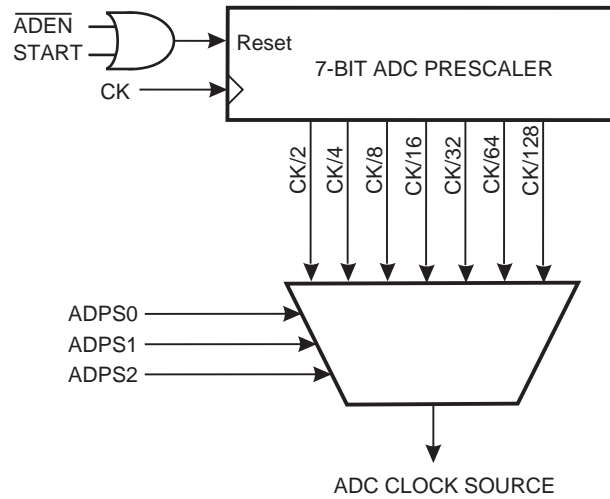 ADEN
START
Reset
7-BIT ADC PRESCALER
CK
CK/2
CK/4
CK/8
CK/16
CK/32
CK/64
CK/128
ADPS0
ADPS1
ADPS2
ADC CLOCK SOURCE